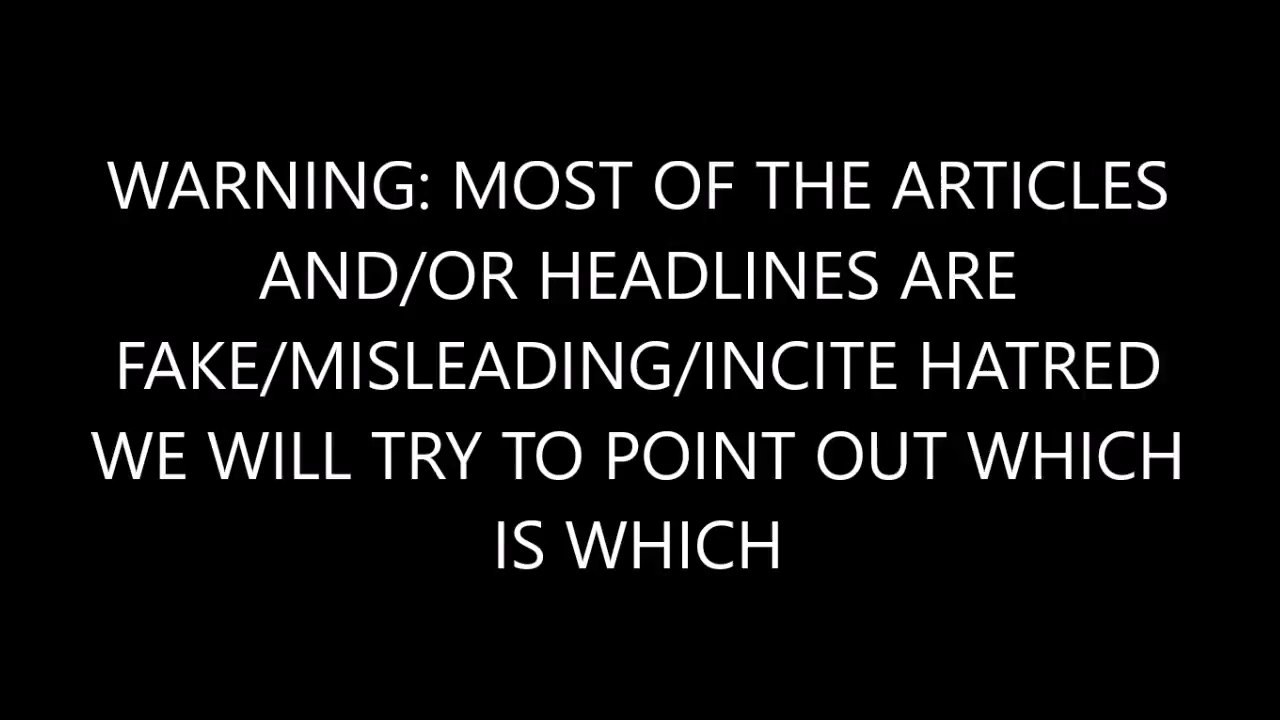 WARNING: MOST OF THE ARTICLES
AND/OR HEADLINES ARE
FAKE/MISLEADING/INCITE HATRED
WE WILL TRY TO POINT OUT WHICH
IS WHICH